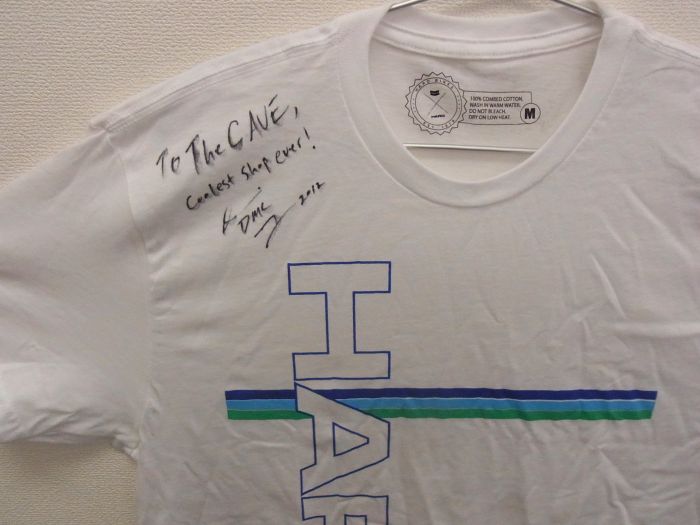 To The CAVE,
Coolest shop ever!
DMC 2012
100% COMBED COTTON.
WASH IN WARM WATER.
DO NOT BLEACH.
DRY ON LOW HEAT.
M
HAR